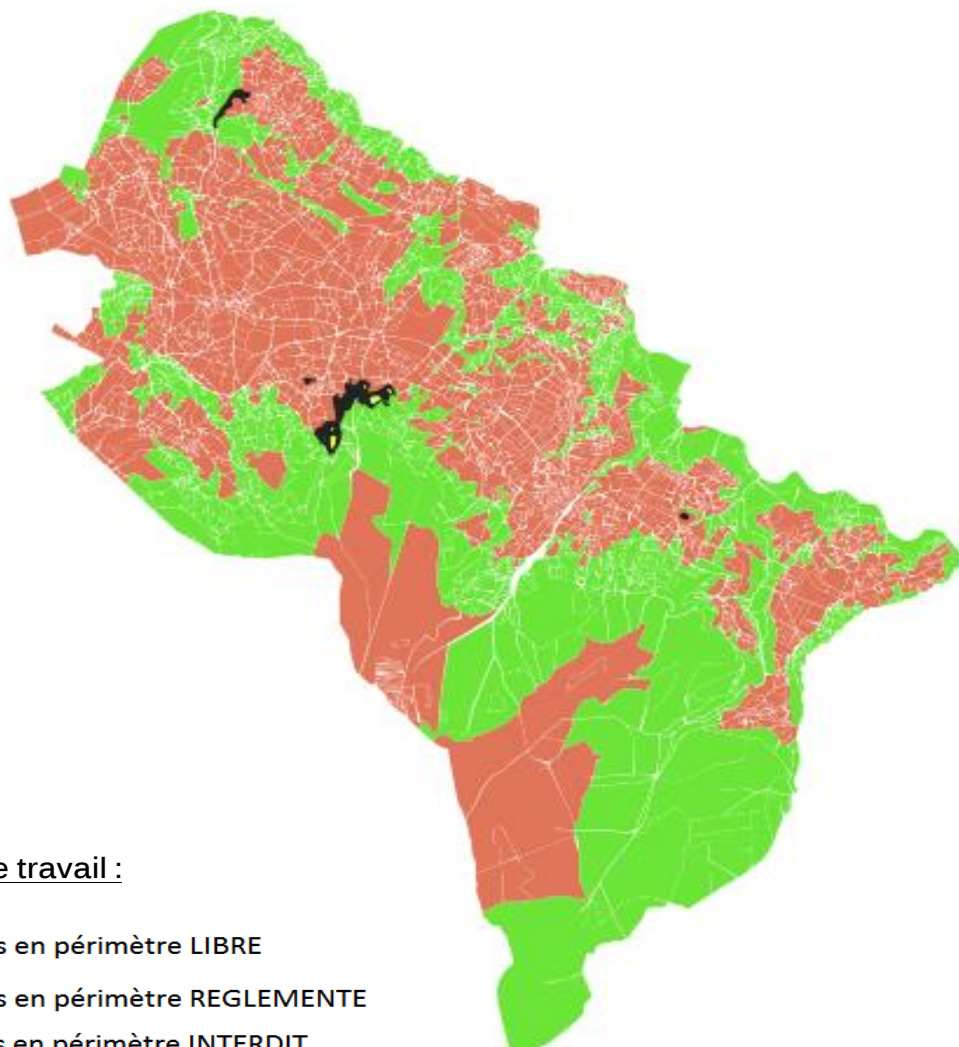 e travail :
s en périmètre LIBRE
s en périmètre REGLEMENTE
s en périmètre INTERDIT